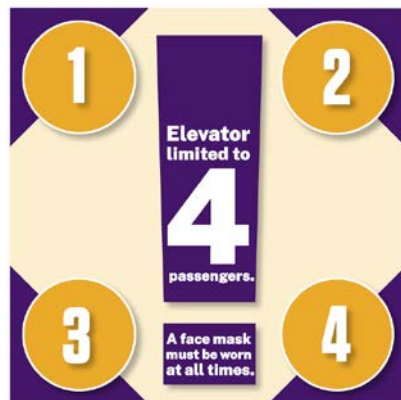 1
2
Elevator
limited to
4
passengers.
3
4
A face mask
must be worn
at all times.